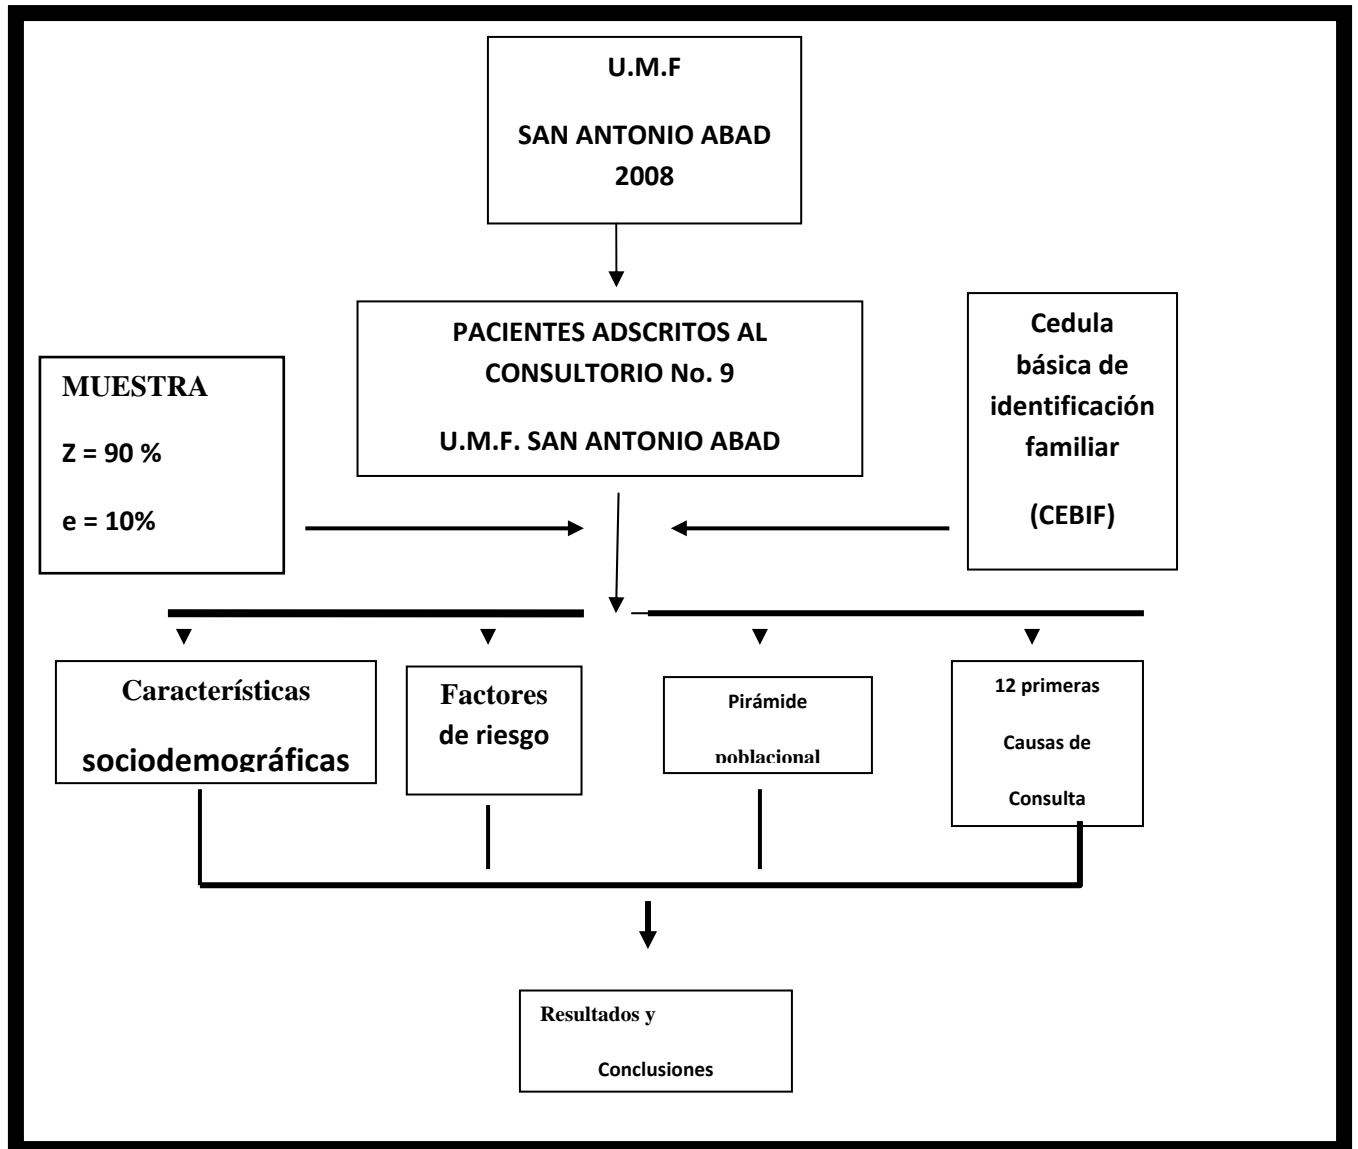 U.M.F
SAN ANTONIO ABAD
2008
PACIENTES ADSCRITOS AL
CONSULTORIO No. 9
U.M.F. SAN ANTONIO ABAD
MUESTRA
Z = 90 %
e = 10%
Cedula
básica de
identificación
familiar
(CEBIF)
Características
sociodemográficas
Factores
de riesgo
Pirámide
poblacional
12 primeras
Causas de
Consulta
Resultados y
Conclusiones